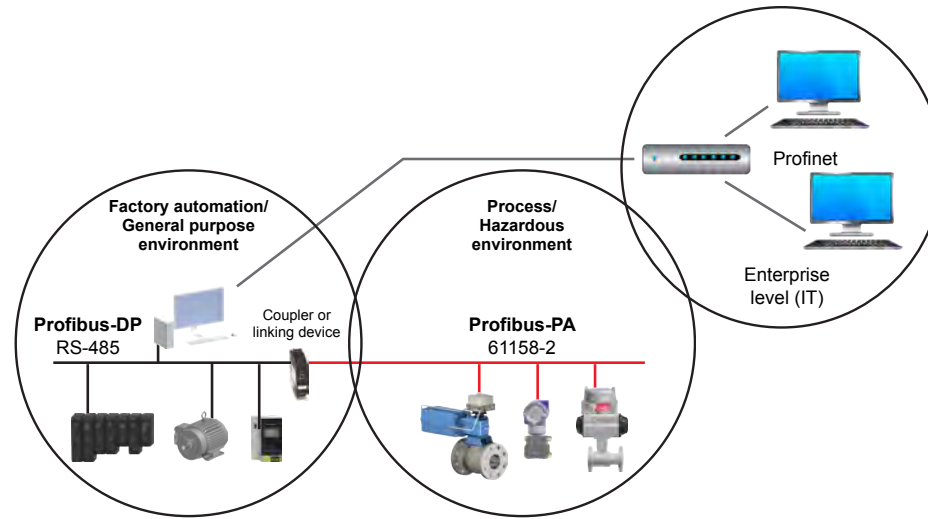 Profinet
Enterprise
level (IT)
Factory automation/
General purpose
environment
Process/
Hazardous
environment
Coupler or
linking device
Profibus-DP
RS-485
Profibus-PA
61158-2